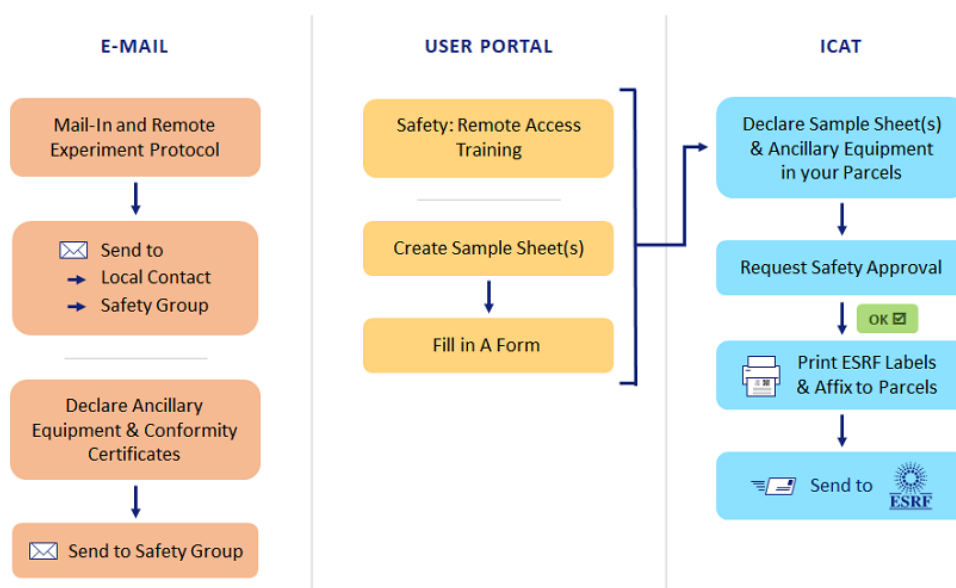 E-MAIL
Mail-In and Remote
Experiment Protocol
Send to
Local Contact
Safety Group
Declare Ancillary
Equipment & Conformity
Certificates
Send to Safety Group
USER PORTAL
Safety: Remote Access
Training
Create Sample Sheet(s)
Fill in A Form
ICAT
Declare Sample Sheet(s)
& Ancillary Equipment
in your Parcels
Request Safety Approval
OK
Print ESRF Labels
& Affix to Parcels
Send to
ESRF